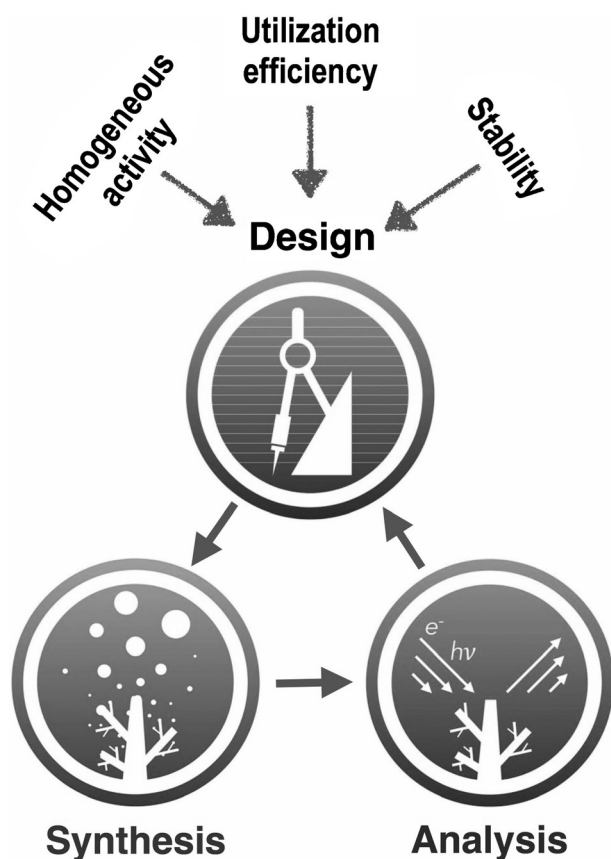 Utilization
efficiency
Homogeneous
activity
Stability
Design
e-
hν
Synthesis
Analysis